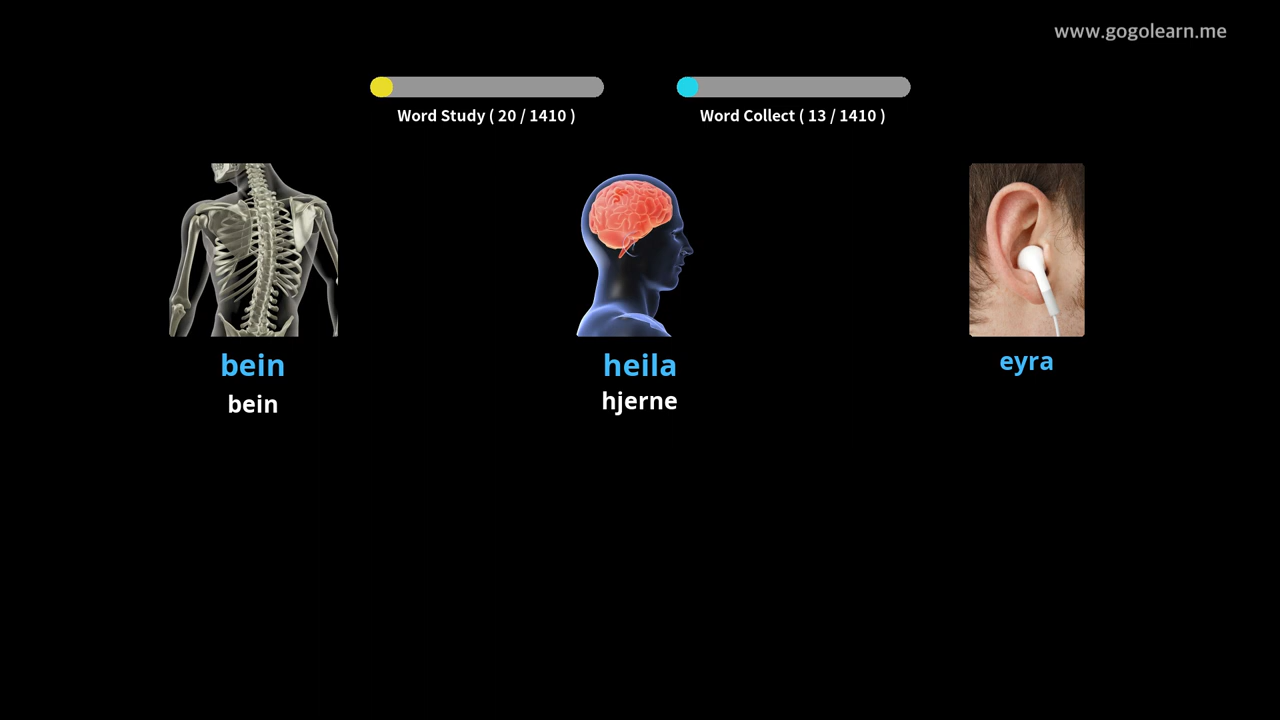 www.gogolearn.me
Word Study ( 20 / 1410 )
Word Collect ( 13 / 1410 )
bein
bein
heila
hjerne
eyra